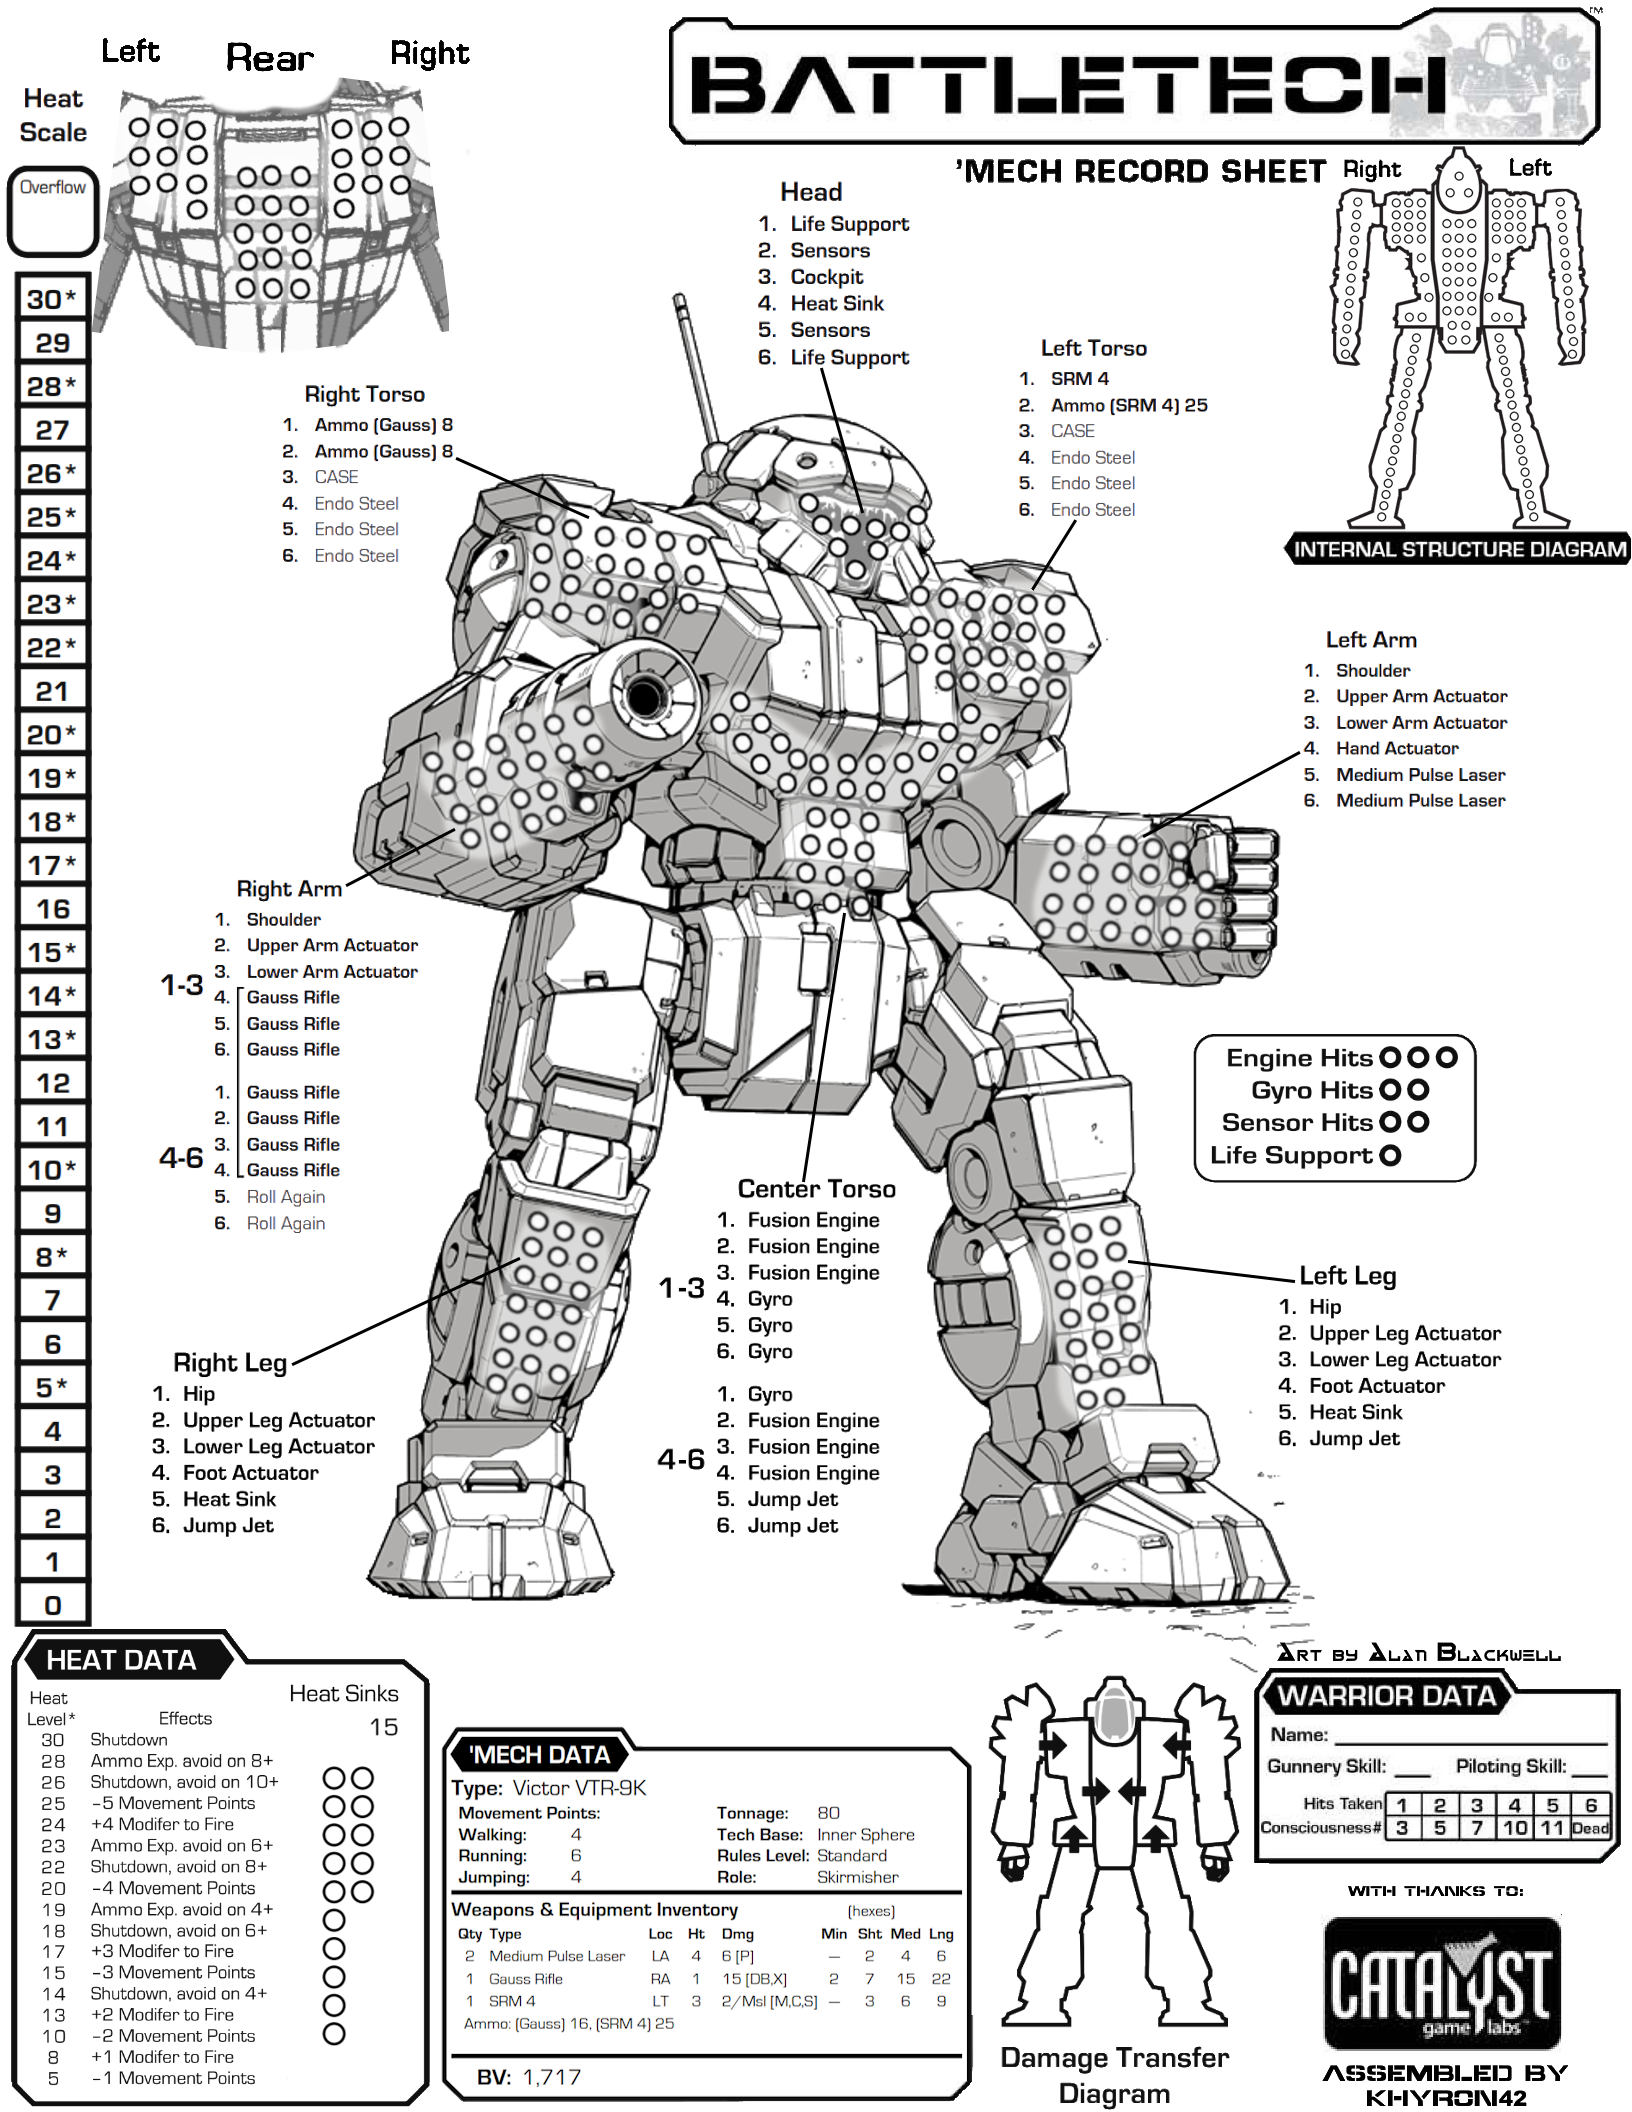 Left Rear Right
BATTLETECH™
'MECH RECORD SHEET
Heat
Scale
Overflow
30*
29
28*
27
26*
25*
24*
23*
22*
21
20*
19*
18*
17*
16
15*
14*
13*
12
11
10*
9
8*
7
6
5*
4
3
2
1
0
Head
1. Life Support
2. Sensors
3. Cockpit
4. Heat Sink
5. Sensors
6. Life Support
Right Left
INTERNAL STRUCTURE DIAGRAM
Right Torso
1. Ammo (Gauss) 8
2. Ammo (Gauss) 8
3. CASE
4. Endo Steel
5. Endo Steel
6. Endo Steel
Left Torso
1. SRM 4
2. Ammo (SRM 4) 25
3. CASE
4. Endo Steel
5. Endo Steel
6. Endo Steel
Left Arm
1. Shoulder
2. Upper Arm Actuator
3. Lower Arm Actuator
4. Hand Actuator
5. Medium Pulse Laser
6. Medium Pulse Laser
Right Arm
1-3
1. Shoulder
2. Upper Arm Actuator
3. Lower Arm Actuator
4. Gauss Rifle
5. Gauss Rifle
6. Gauss Rifle
4-6
1. Gauss Rifle
2. Gauss Rifle
3. Gauss Rifle
4. Gauss Rifle
5. Roll Again
6. Roll Again
Engine Hits
Gyro Hits
Sensor Hits
Life Support
Center Torso
1-3
1. Fusion Engine
2. Fusion Engine
3. Fusion Engine
4. Gyro
5. Gyro
6. Gyro
4-6
1. Gyro
2. Fusion Engine
3. Fusion Engine
4. Fusion Engine
5. Jump Jet
6. Jump Jet
Right Leg
1. Hip
2. Upper Leg Actuator
3. Lower Leg Actuator
4. Foot Actuator
5. Heat Sink
6. Jump Jet
Left Leg
1. Hip
2. Upper Leg Actuator
3. Lower Leg Actuator
4. Foot Actuator
5. Heat Sink
6. Jump Jet
HEAT DATA
Heat Sinks
15
Heat
Level* Effects
30 Shutdown
28 Ammo Exp. avoid on 8+
26 Shutdown, avoid on 10+
25 -5 Movement Points
24 +4 Modifer to Fire
23 Ammo Exp. avoid on 6+
22 Shutdown, avoid on 8+
20 -4 Movement Points
19 Ammo Exp. avoid on 4+
18 Shutdown, avoid on 6+
17 +3 Modifer to Fire
15 -3 Movement Points
14 Shutdown, avoid on 4+
13 +2 Modifer to Fire
10 -2 Movement Points
8 +1 Modifer to Fire
5 -1 Movement Points
'MECH DATA
Type: Victor VTR-9K
Movement Points: Tonnage: 80
Walking: 4 Tech Base: Inner Sphere
Running: 6 Rules Level: Standard
Jumping: 4 Role: Skirmisher
Weapons & Equipment Inventory (hexes)
Qty Type Loc Ht Dmg Min Sht Med Lng
2 Medium Pulse Laser LA 4 6 [P] — 2 4 6
1 Gauss Rifle RA 1 15 [DB,X] 2 7 15 22
1 SRM 4 LT 3 2/Msl [M,C,S] — 3 6 9
Ammo: (Gauss) 16, (SRM 4) 25
BV: 1,717
Damage Transfer
Diagram
Art by Alan Blackwell
WARRIOR DATA
Name:
Gunnery Skill: Piloting Skill:
Hits Taken 1 2 3 4 5 6
Consciousness# 3 5 7 10 11 Dead
WITH THANKS TO:
CATALYST
game labs™
ASSEMBLED BY
KHYRON42